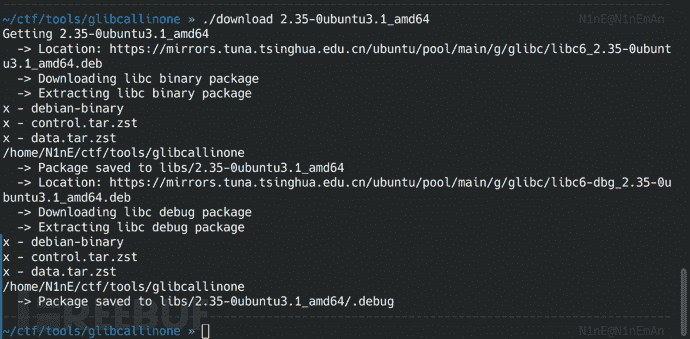 ~/ctf/tools/glibcallinone » ./download 2.35-0ubuntu3.1_amd64 N1nE@N1nEmAn
Getting 2.35-0ubuntu3.1_amd64
-> Location: https://mirrors.tuna.tsinghua.edu.cn/ubuntu/pool/main/g/glibc/libc6_2.35-0ubunt
u3.1_amd64.deb
-> Downloading libc binary package
-> Extracting libc binary package
x - debian-binary
x - control.tar.zst
x - data.tar.zst
/home/N1nE/ctf/tools/glibcallinone
-> Package saved to libs/2.35-0ubuntu3.1_amd64
-> Location: https://mirrors.tuna.tsinghua.edu.cn/ubuntu/pool/main/g/glibc/libc6-dbg_2.35-0u
buntu3.1_amd64.deb
-> Downloading libc debug package
-> Extracting libc debug package
x - debian-binary
x - control.tar.zst
x - data.tar.zst
/home/N1nE/ctf/tools/glibcallinone
-> Package saved to libs/2.35-0ubuntu3.1_amd64/.debug
~/ctf/tools/glibcallinone » N1nE@N1nEmAn